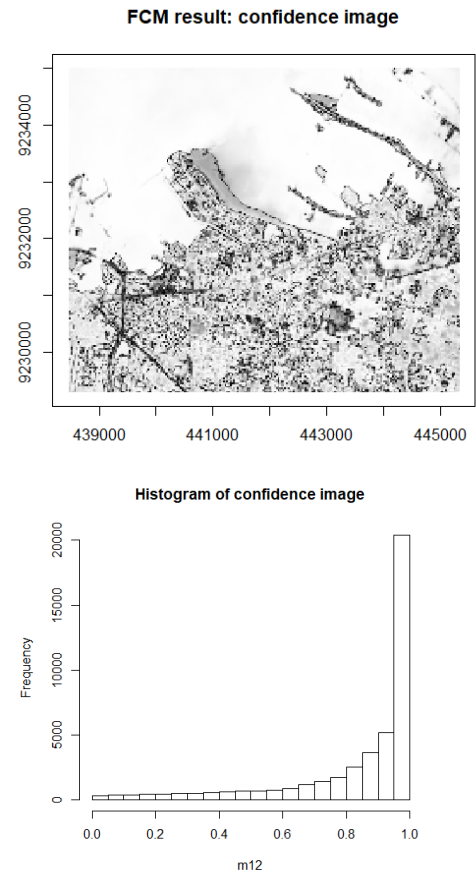 FCM result: confidence image
9234000
9232000
9230000
439000 441000 443000 445000
Histogram of confidence image
20000
15000
10000
5000
0
Frequency
0.0 0.2 0.4 0.6 0.8 1.0
m12